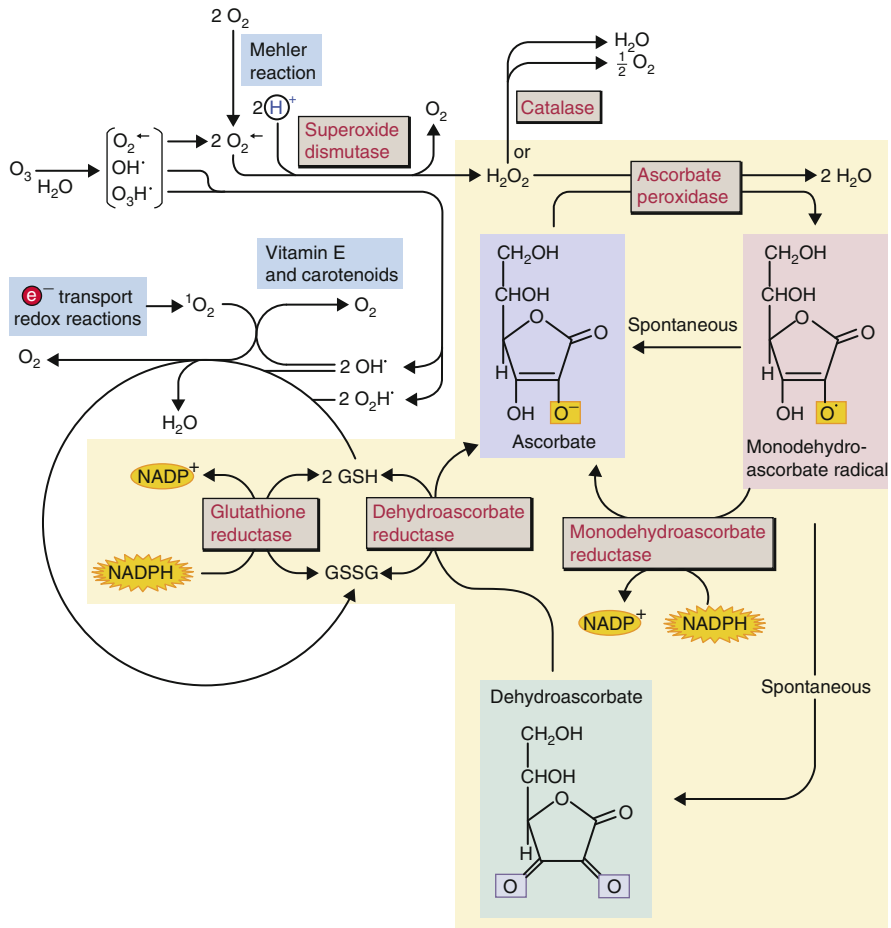 2 O₂
Mehler
reaction
H₂O
½ O₂
2 H⁺
Catalase
O₂
Superoxide
dismutase
O₂⁻
2 O₂⁻
or
O₃
H₂O
OH·
O₃H·
H₂O₂
Ascorbate
peroxidase
2 H₂O
Vitamin E
and carotenoids
e⁻ transport
redox reactions
¹O₂
O₂
O₂
2 OH·
2 O₂H·
H₂O
CH₂OH
CHOH
O
O
H
OH
O⁻
Ascorbate
Spontaneous
CH₂OH
CHOH
O
O
H
OH
O·
Monodehydro-
ascorbate radical
NADP⁺
2 GSH
Glutathione
reductase
Dehydroascorbate
reductase
Monodehydroascorbate
reductase
NADPH
GSSG
NADP⁺
NADPH
Spontaneous
Dehydroascorbate
CH₂OH
CHOH
O
O
H
O
O